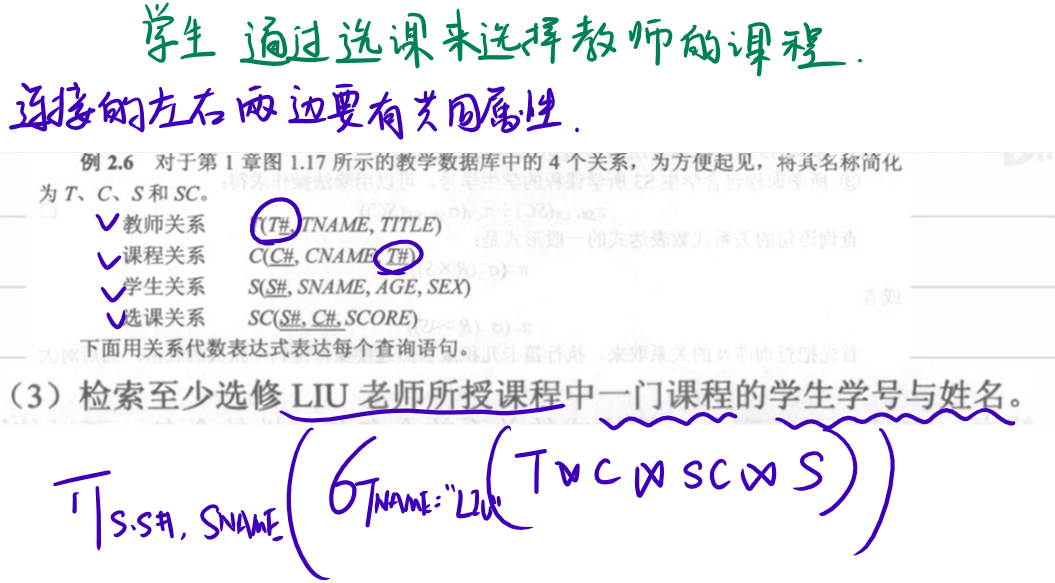 学生 通过选课来选择教师的课程.
连接的左右两边要有共同属性.
例 2.6 对于第 1 章图 1.17 所示的教学数据库中的 4 个关系，为方便起见，将其名称简化
为 T、C、S 和 SC。
教师关系 T(T#, TNAME, TITLE)
课程关系 C(C#, CNAME, T#)
学生关系 S(S#, SNAME, AGE, SEX)
选课关系 SC(S#, C#, SCORE)
下面用关系代数表达式表达每个查询语句。
（3）检索至少选修 LIU 老师所授课程中一门课程的学生学号与姓名。
π S.S#, SNAME (σ TNAME="LIU" (T⋈C⋈SC⋈S))